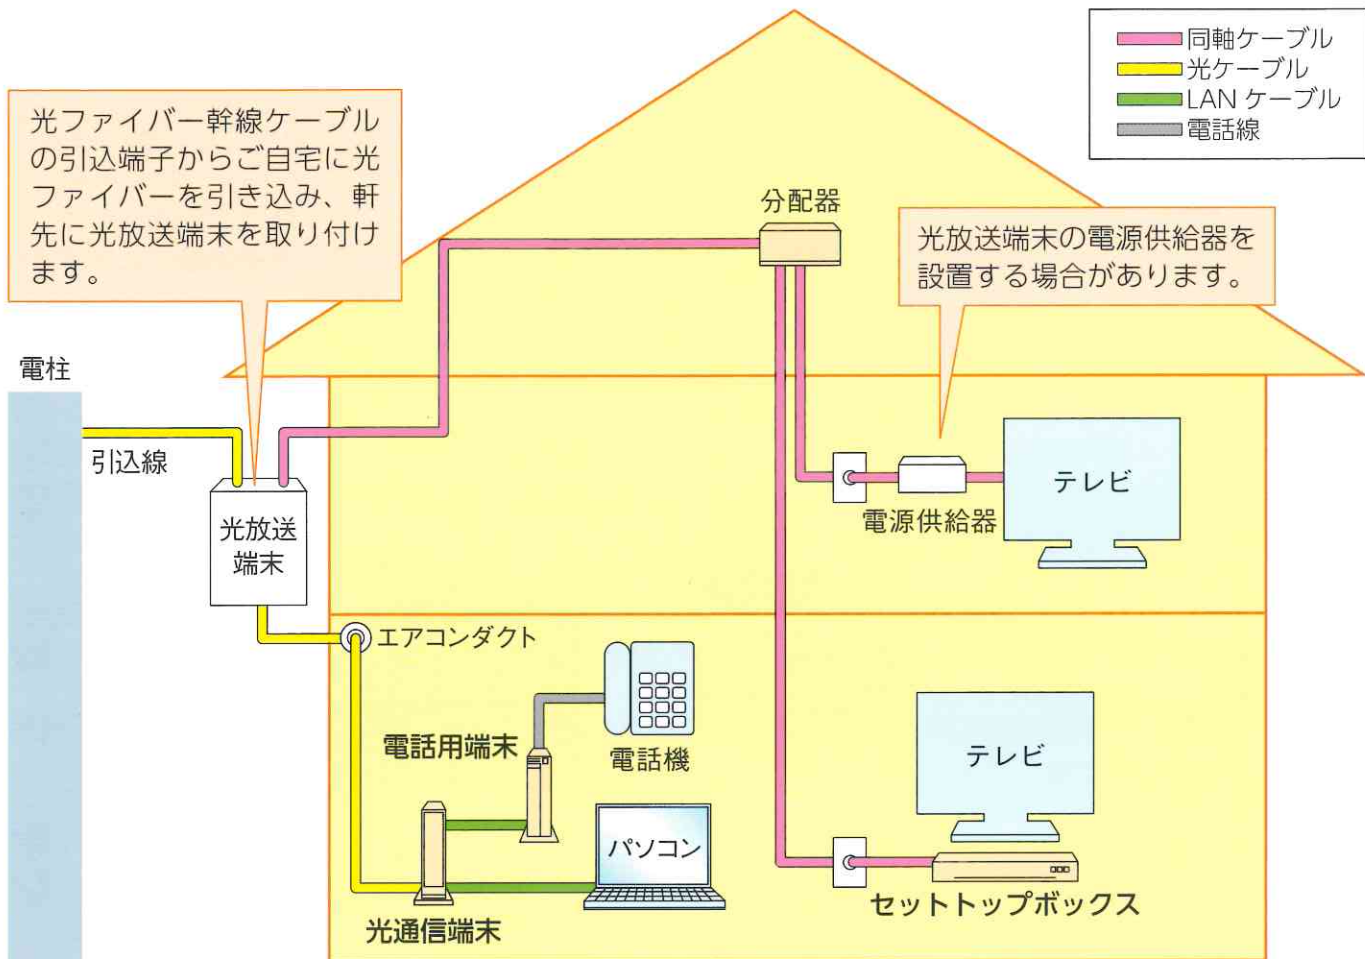 同軸ケーブル
光ケーブル
LAN ケーブル
電話線
光ファイバー幹線ケーブル
の引込端子からご自宅に光
ファイバーを引き込み、軒
先に光放送端末を取り付け
ます。
分配器
光放送端末の電源供給器を
設置する場合があります。
電柱
引込線
光放送
端末
テレビ
電源供給器
エアコンダクト
電話用端末
電話機
テレビ
パソコン
セットトップボックス
光通信端末